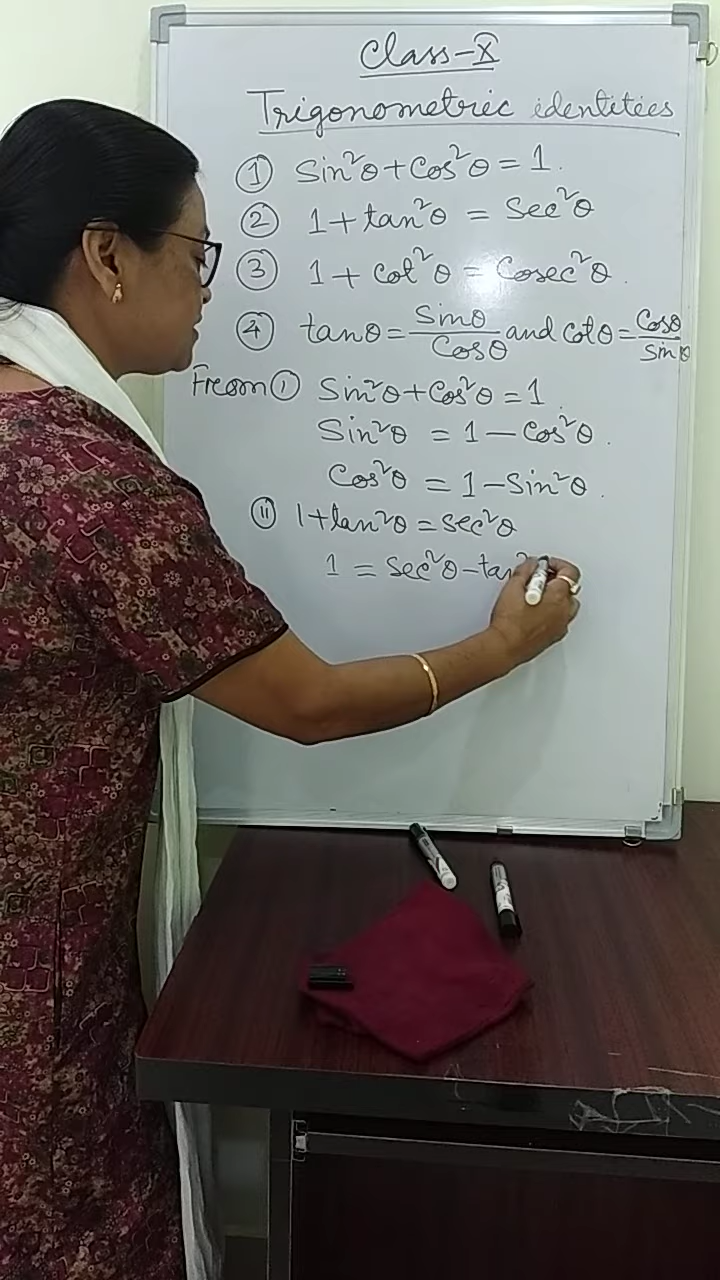 Class-X
Trigonometric identities
① Sin²θ+Cos²θ=1.
② 1+tan²θ = Sec²θ
③ 1+cot²θ=Cosec²θ.
④ tanθ=Sinθ/Cosθ and Cotθ=Cosθ/Sinθ
From ① Sin²θ+Cos²θ=1.
Sin²θ = 1-Cos²θ.
Cos²θ = 1-Sin²θ.
⑪ 1+tan²θ=Sec²θ
1 = Sec²θ-tan²